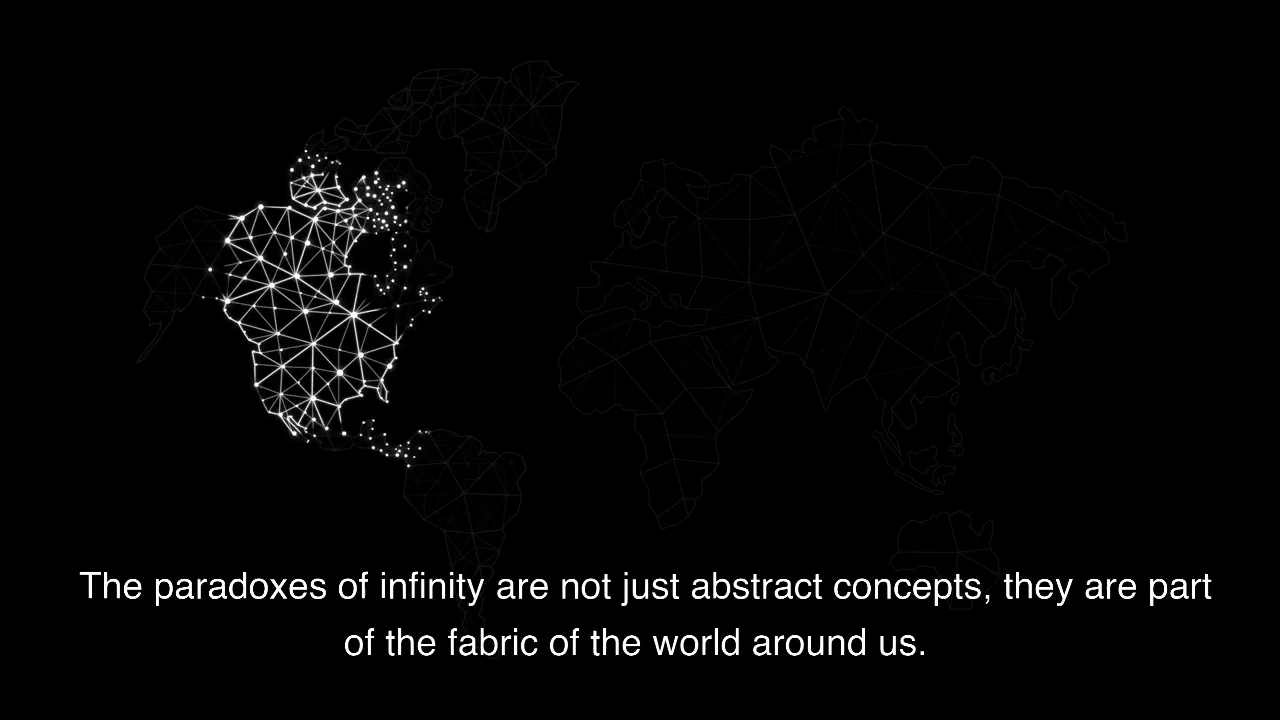 The paradoxes of infinity are not just abstract concepts, they are part
of the fabric of the world around us.